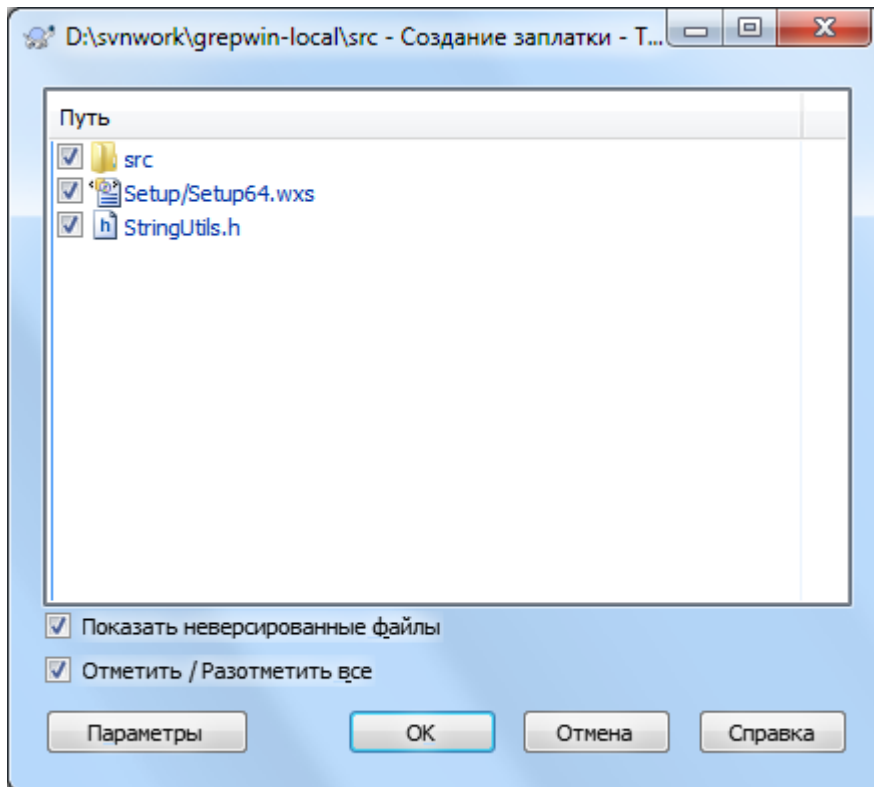 D:\svnwork\grepwin-local\src - Создание заплатки - T...
Путь
src
Setup/Setup64.wxs
StringUtils.h
Показать неверсированные файлы
Отметить / Разотметить все
Параметры OK Отмена Справка